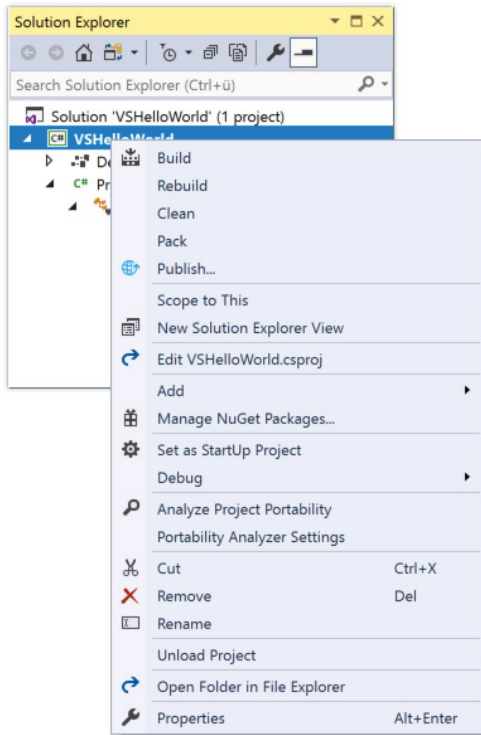 Solution Explorer
Search Solution Explorer (Ctrl+ü)
Solution 'VSHelloWorld' (1 project)
C# VSHelloWorld
De
C# Pr
Build
Rebuild
Clean
Pack
Publish...
Scope to This
New Solution Explorer View
Edit VSHelloWorld.csproj
Add
Manage NuGet Packages...
Set as StartUp Project
Debug
Analyze Project Portability
Portability Analyzer Settings
Cut Ctrl+X
Remove Del
Rename
Unload Project
Open Folder in File Explorer
Properties Alt+Enter